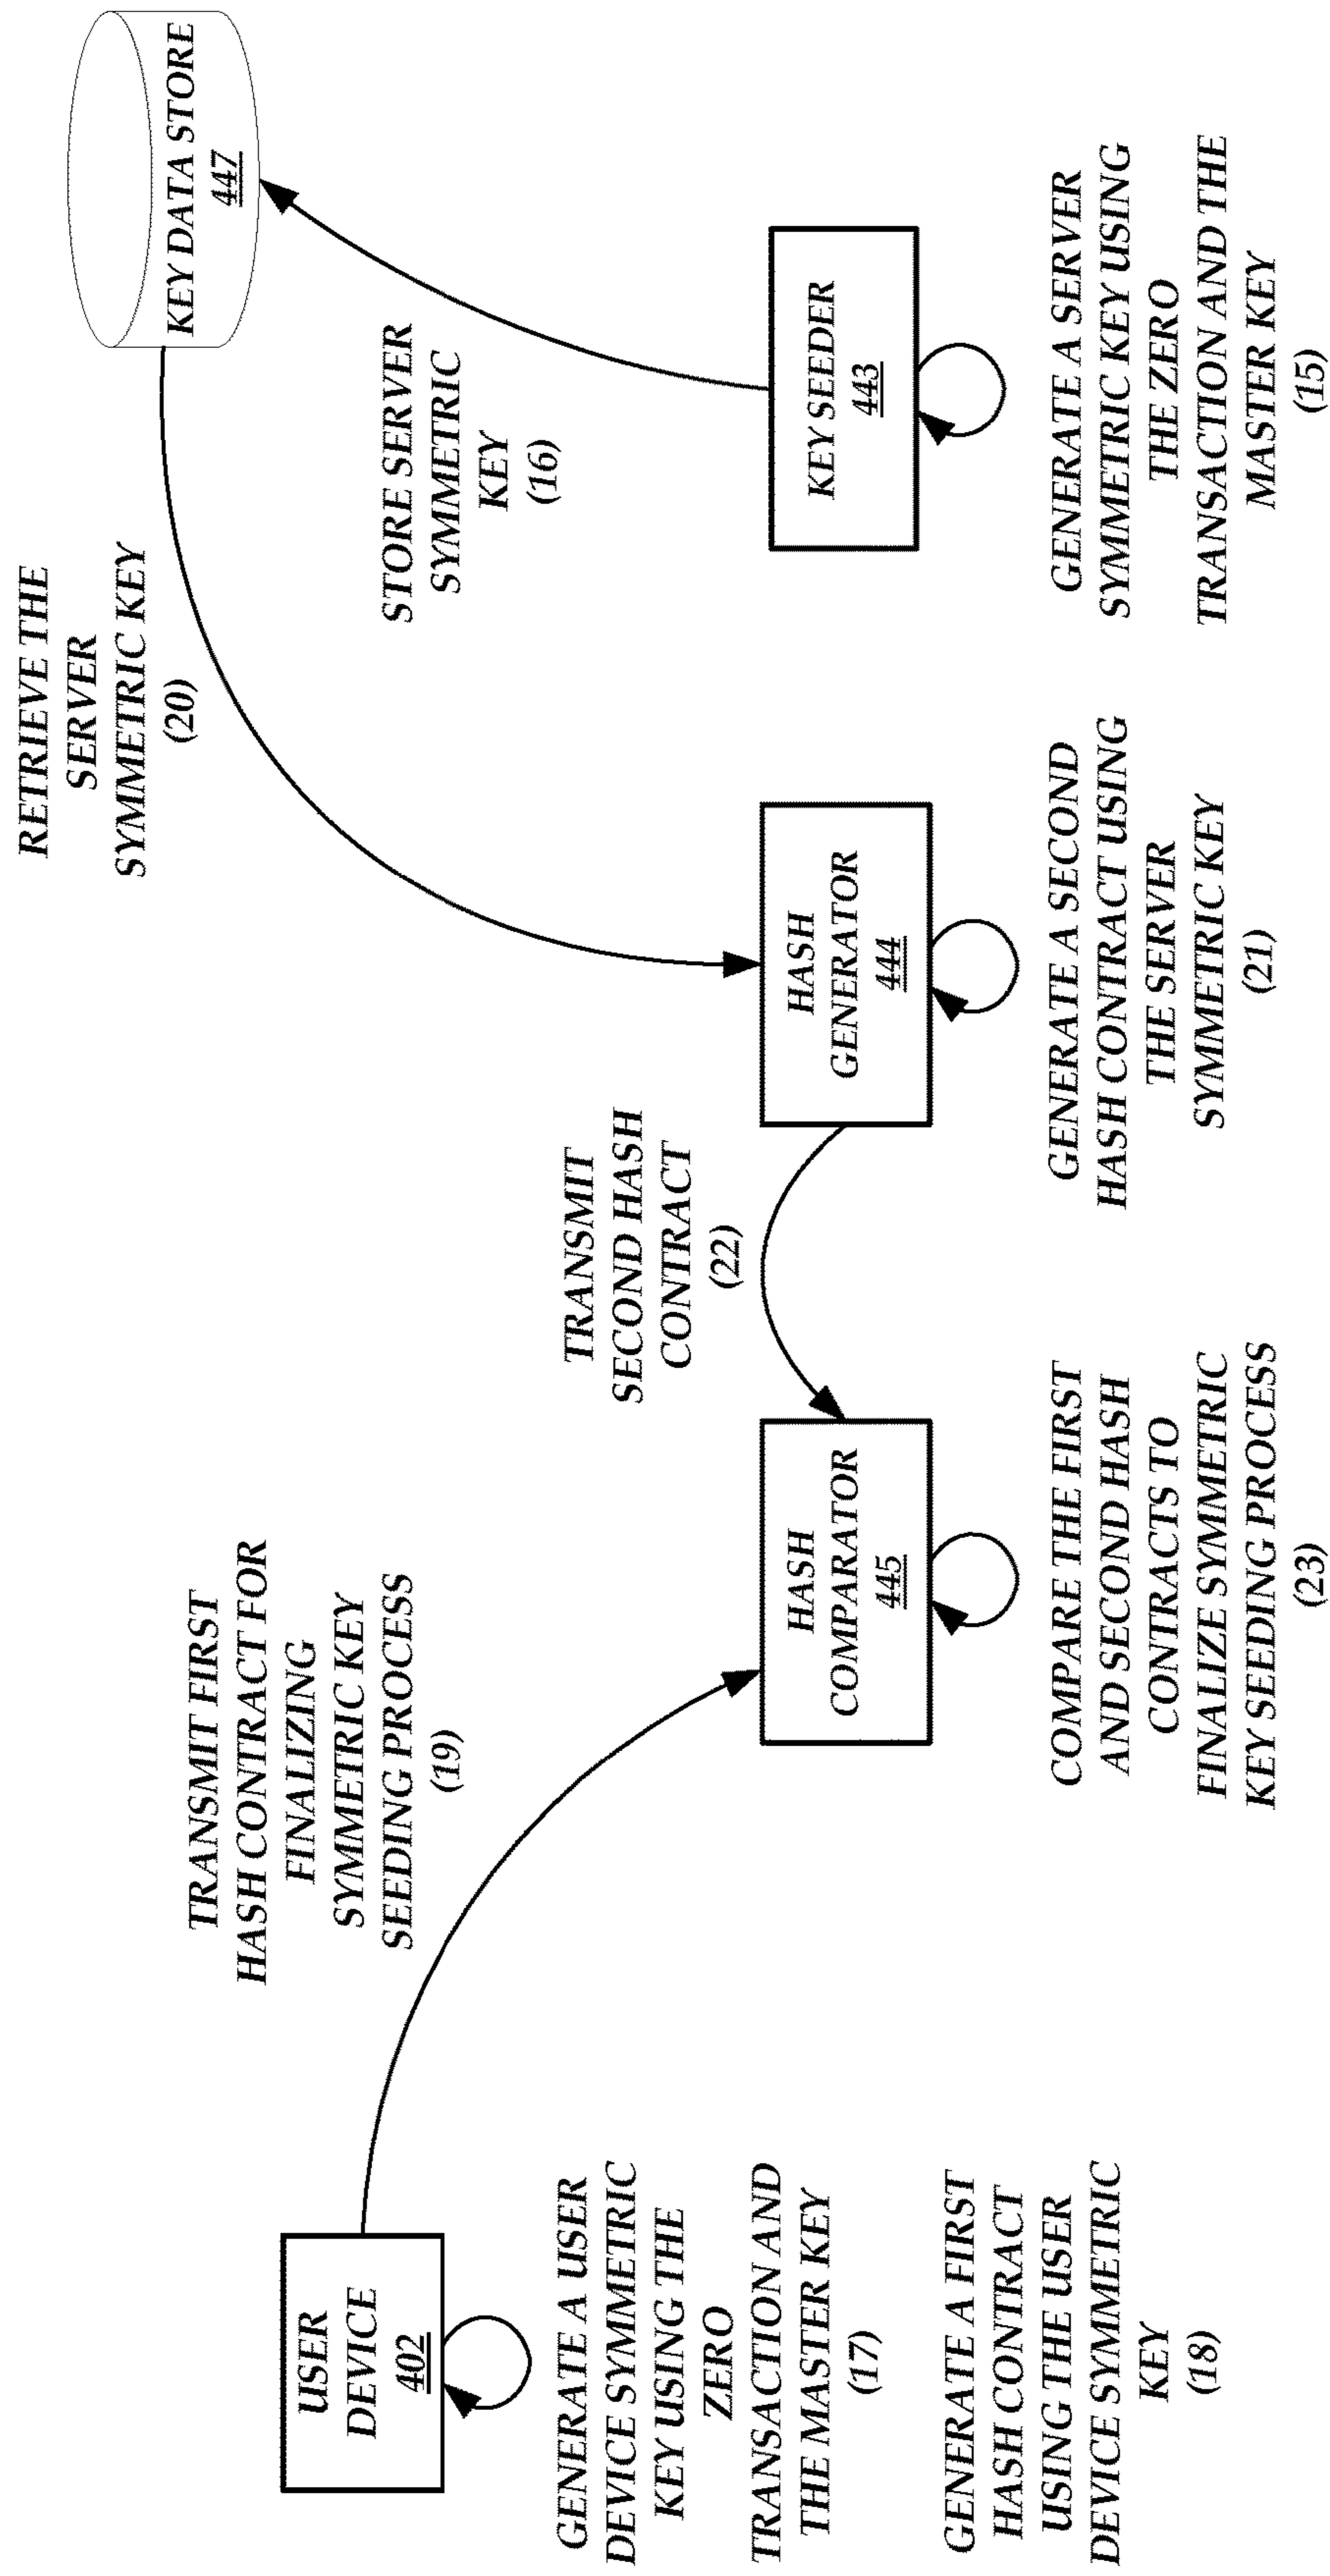 USER
DEVICE
402
GENERATE A USER
DEVICE SYMMETRIC
KEY USING THE
ZERO
TRANSACTION AND
THE MASTER KEY
(17)
GENERATE A FIRST
HASH CONTRACT
USING THE USER
DEVICE SYMMETRIC
KEY
(18)
TRANSMIT FIRST
HASH CONTRACT FOR
FINALIZING
SYMMETRIC KEY
SEEDING PROCESS
(19)
HASH
COMPARATOR
445
COMPARE THE FIRST
AND SECOND HASH
CONTRACTS TO
FINALIZE SYMMETRIC
KEY SEEDING PROCESS
(23)
TRANSMIT
SECOND HASH
CONTRACT
(22)
HASH
GENERATOR
444
GENERATE A SECOND
HASH CONTRACT USING
THE SERVER
SYMMETRIC KEY
(21)
RETRIEVE THE
SERVER
SYMMETRIC KEY
(20)
STORE SERVER
SYMMETRIC
KEY
(16)
KEY SEEDER
443
GENERATE A SERVER
SYMMETRIC KEY USING
THE ZERO
TRANSACTION AND THE
MASTER KEY
(15)
KEY DATA STORE
447